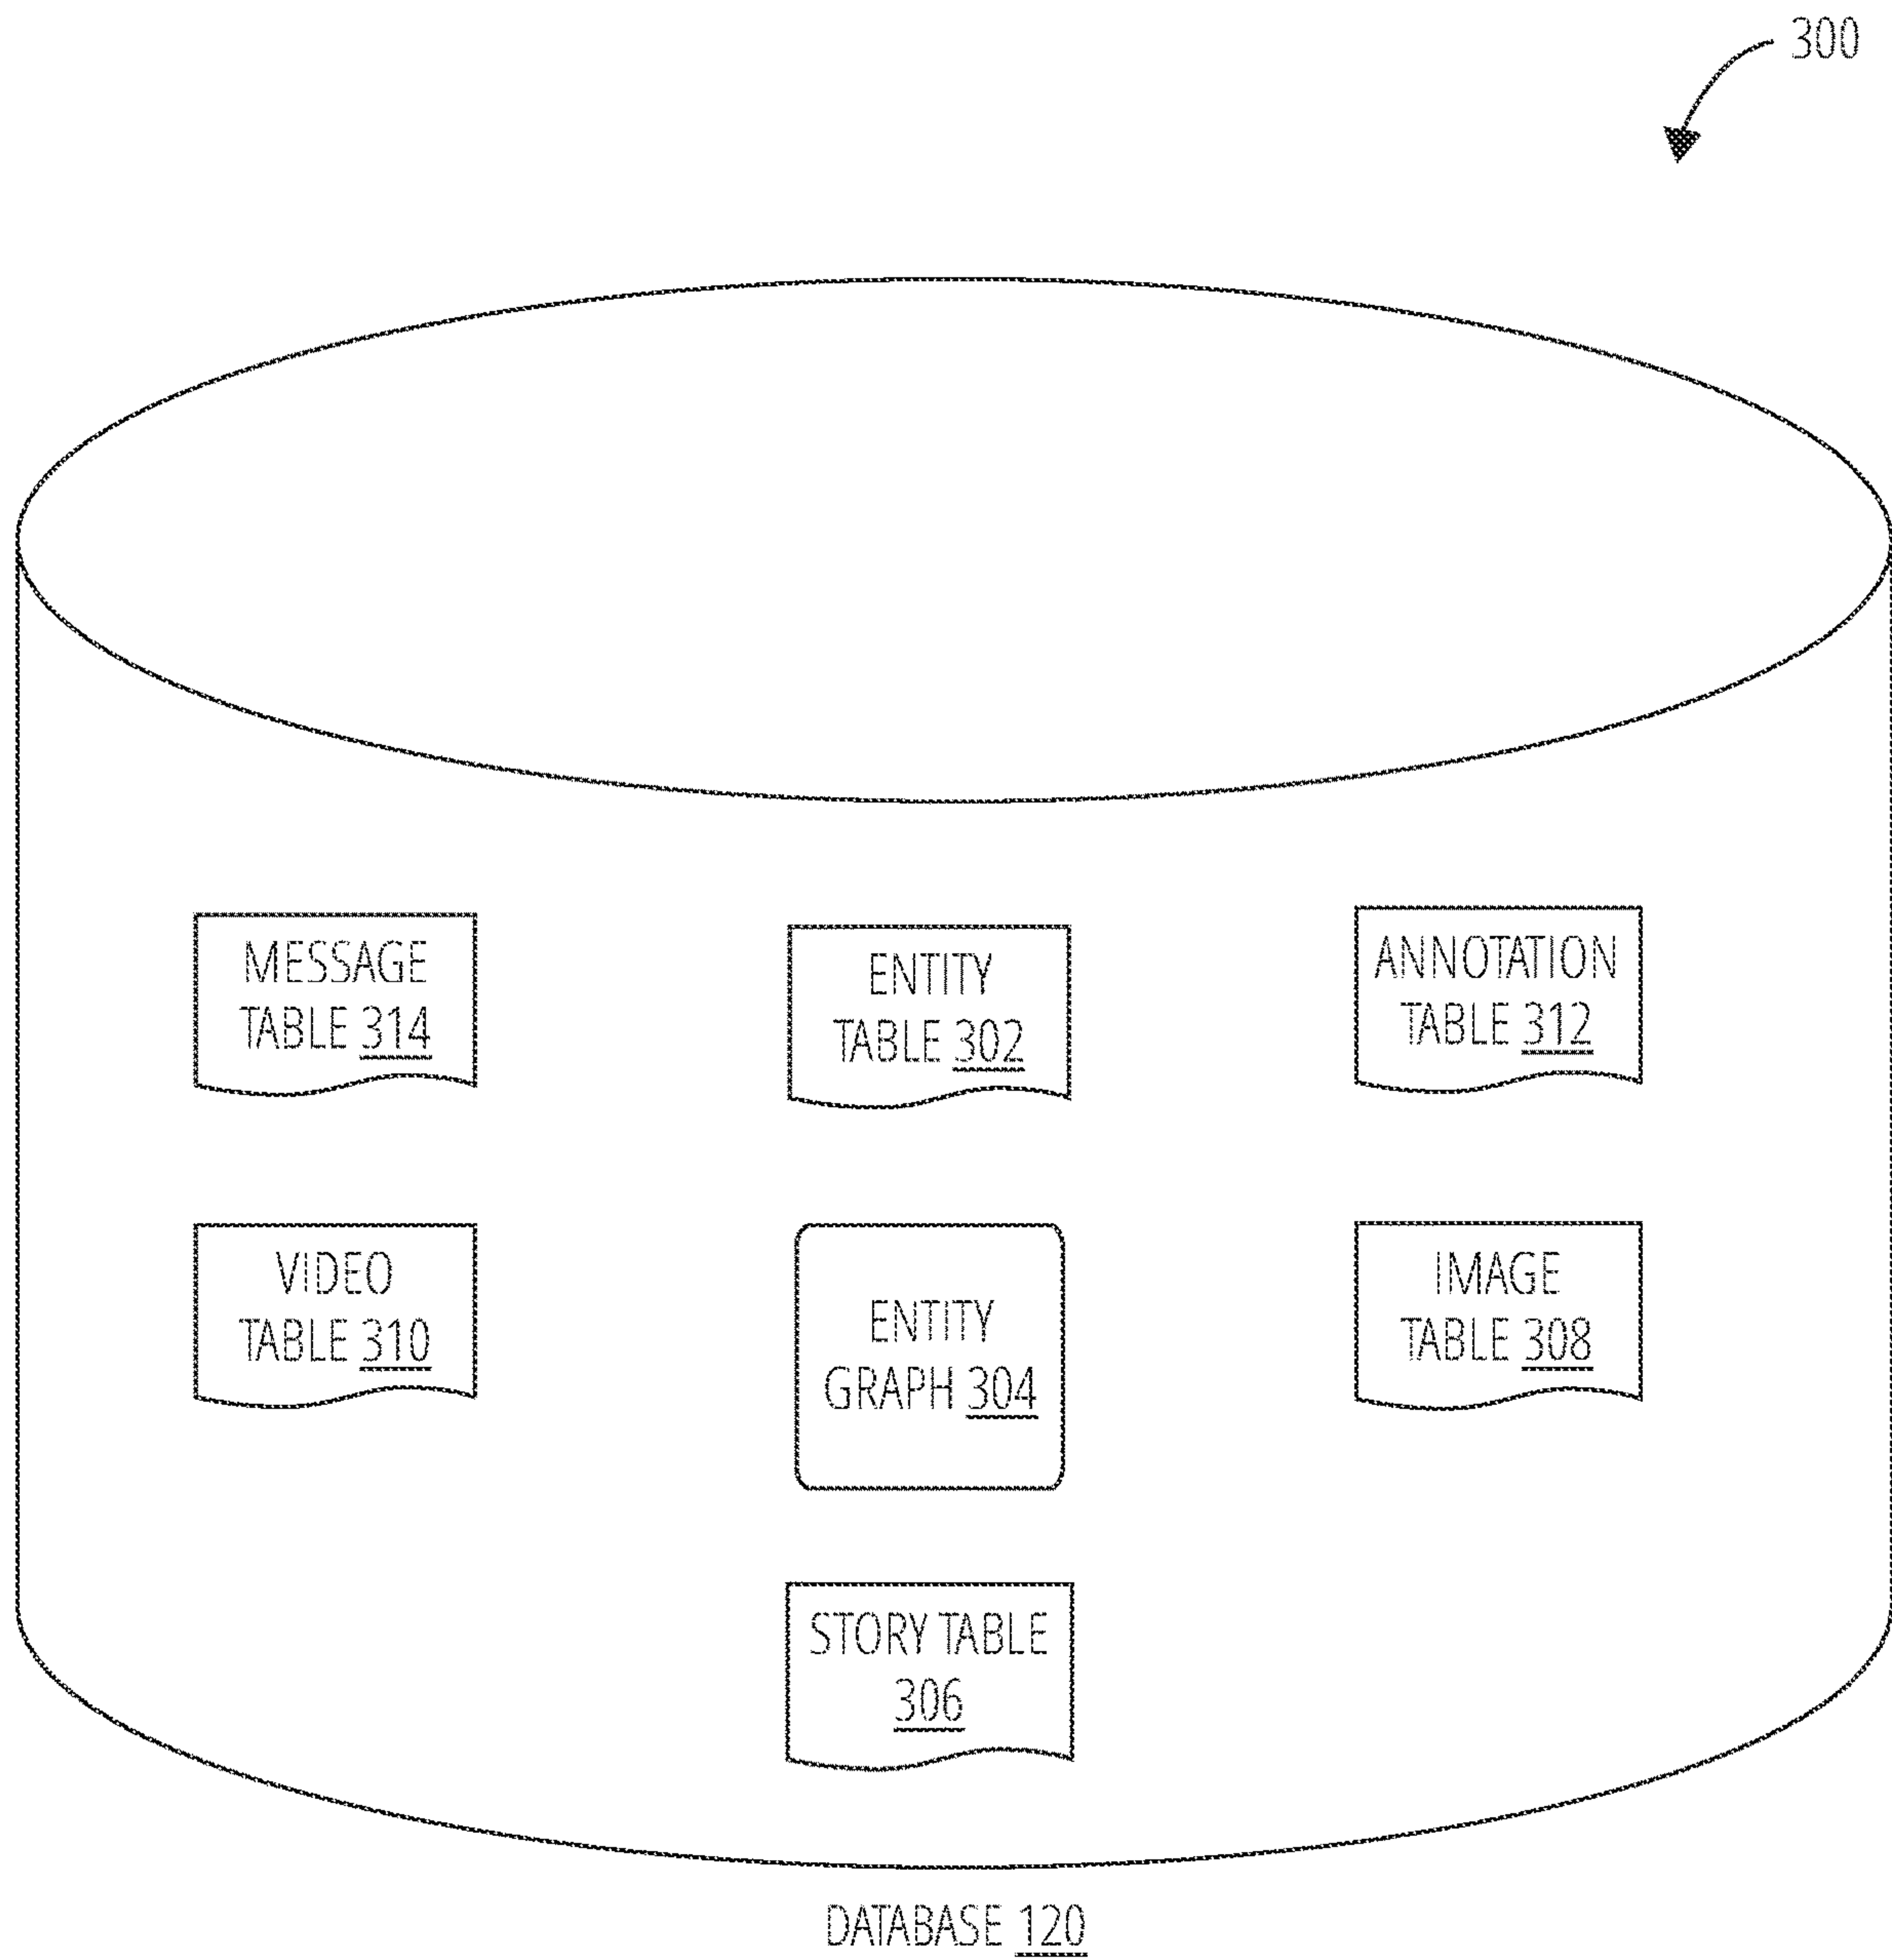 300
MESSAGE
TABLE 314
ENTITY
TABLE 302
ANNOTATION
TABLE 312
VIDEO
TABLE 310
ENTITY
GRAPH 304
IMAGE
TABLE 308
STORY TABLE
306
DATABASE 120